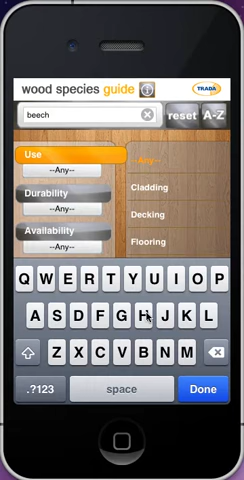 wood species guide i TRADA
beech reset A-Z
Use
--Any--
--Any--
Cladding
Durability
--Any--
Decking
Availability
--Any--
Flooring
Q W E R T Y U I O P
A S D F G H J K L
Z X C V B N M
.?123 space Done